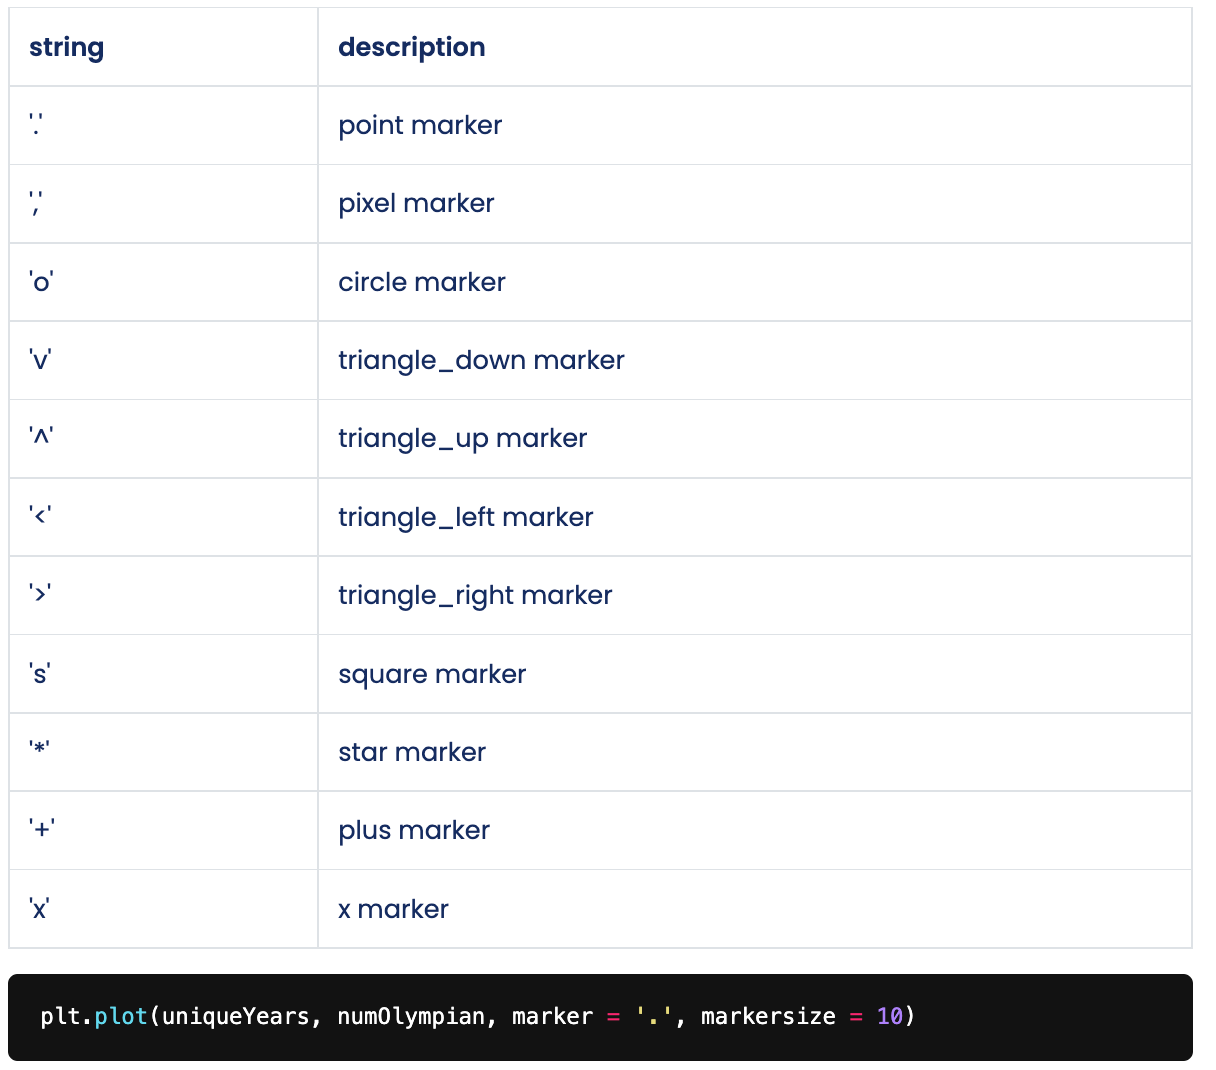 string description
'.' point marker
',' pixel marker
'o' circle marker
'v' triangle_down marker
'^' triangle_up marker
'<' triangle_left marker
'>' triangle_right marker
's' square marker
'*' star marker
'+' plus marker
'x' x marker
plt.plot(uniqueYears, numOlympian, marker = '.', markersize = 10)